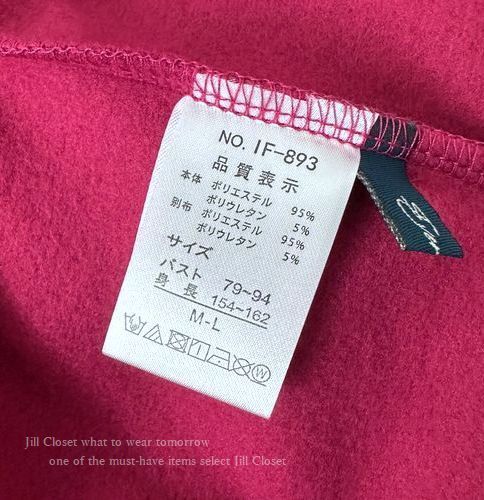 NO. IF-893
品質表示
本体 ポリエステル 95%
ポリウレタン 5%
別布 ポリエステル 95%
ポリウレタン 5%
サイズ
バスト 79~94
身長 154~162
M-L
W
Jill Closet what to wear tomorrow
one of the must-have items select Jill Closet